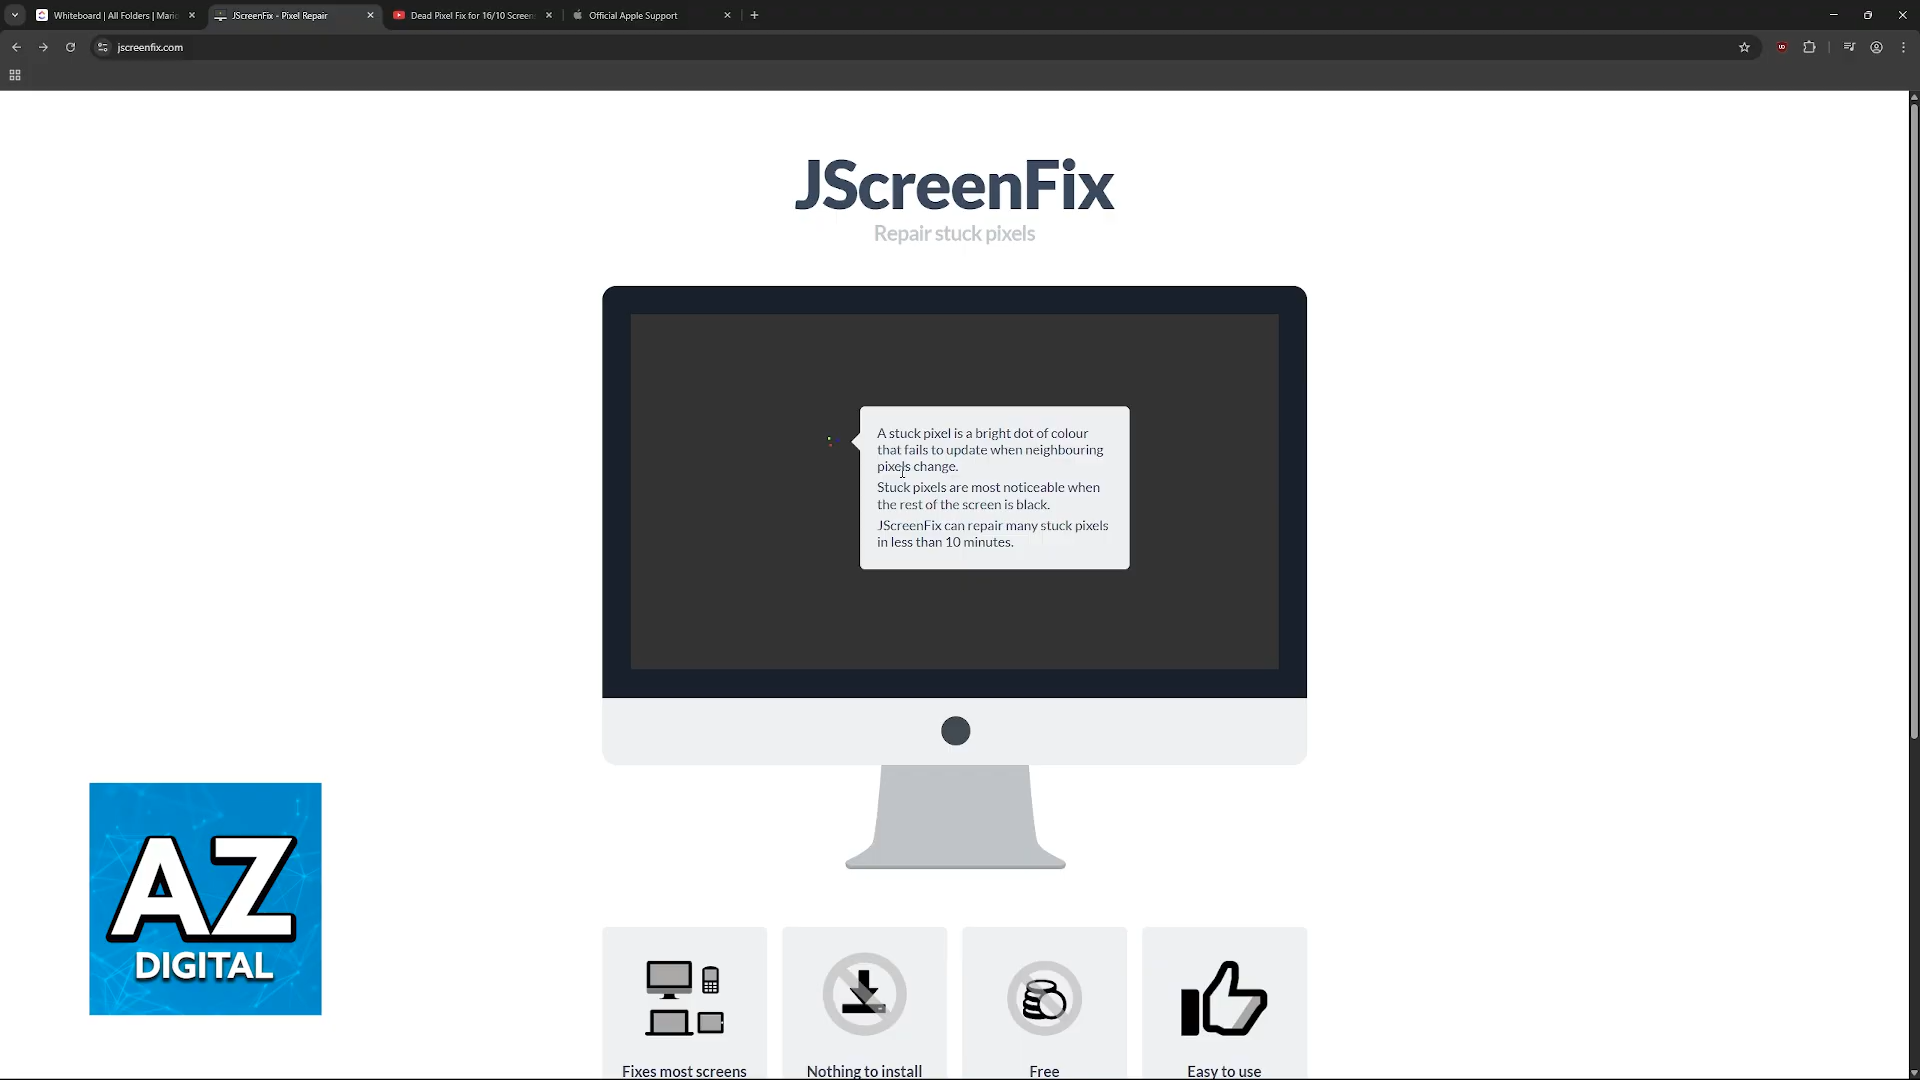 Whiteboard | All Folders | Maric
JScreenFix - Pixel Repair
Dead Pixel Fix for 16/10 Screen
Official Apple Support
jscreenfix.com
JScreenFix
Repair stuck pixels
A stuck pixel is a bright dot of colour
that fails to update when neighbouring
pixels change.
Stuck pixels are most noticeable when
the rest of the screen is black.
JScreenFix can repair many stuck pixels
in less than 10 minutes.
AZ
DIGITAL
Fixes most screens
Nothing to install
Free
Easy to use